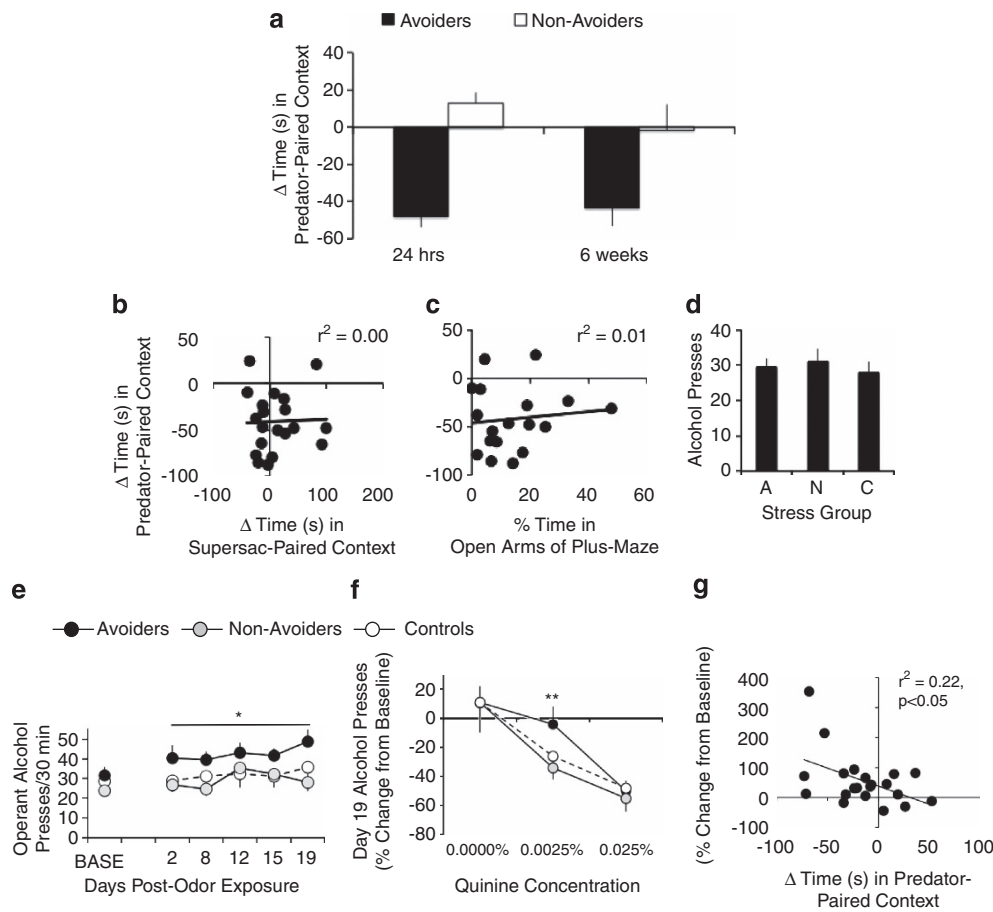 a
Avoiders Non-Avoiders
Δ Time (s) in
Predator-Paired Context
40
20
0
-20
-40
-60
24 hrs 6 weeks
b
r² = 0.00
Δ Time (s) in
Predator-Paired Context
50
0
-50
-100
-100 0 100 200
Δ Time (s) in
Supersac-Paired Context
c
r² = 0.01
50
0
-50
-100
0 20 40 60
% Time in
Open Arms of Plus-Maze
d
Alcohol Presses
40
30
20
10
0
A N C
Stress Group
e
Avoiders Non-Avoiders Controls
Operant Alcohol
Presses/30 min
*
50
40
30
20
10
0
BASE 2 8 12 15 19
Days Post-Odor Exposure
f
Day 19 Alcohol Presses
(% Change from Baseline)
**
20
0
-20
-40
-60
-80
0.0000% 0.0025% 0.025%
Quinine Concentration
g
(% Change from Baseline)
r² = 0.22,
p<0.05
400
300
200
100
0
-100
-100 -50 0 50 100
Δ Time (s) in Predator-
Paired Context